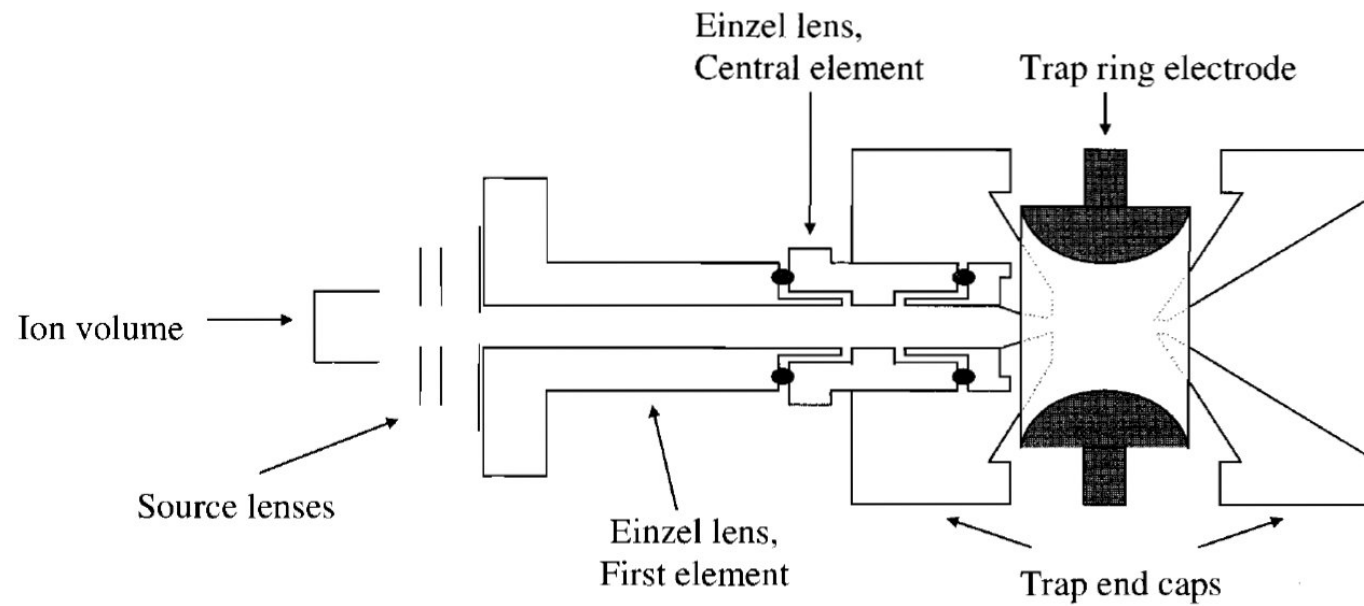 Einzel lens,
Central element
Trap ring electrode
Ion volume
Source lenses
Einzel lens,
First element
Trap end caps